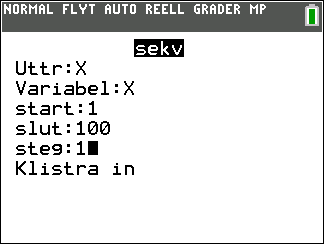 NORMAL FLYT AUTO REELL GRADER MP
sekv
Uttr:X
Variabel:X
start:1
slut:100
steg:1
Klistra in